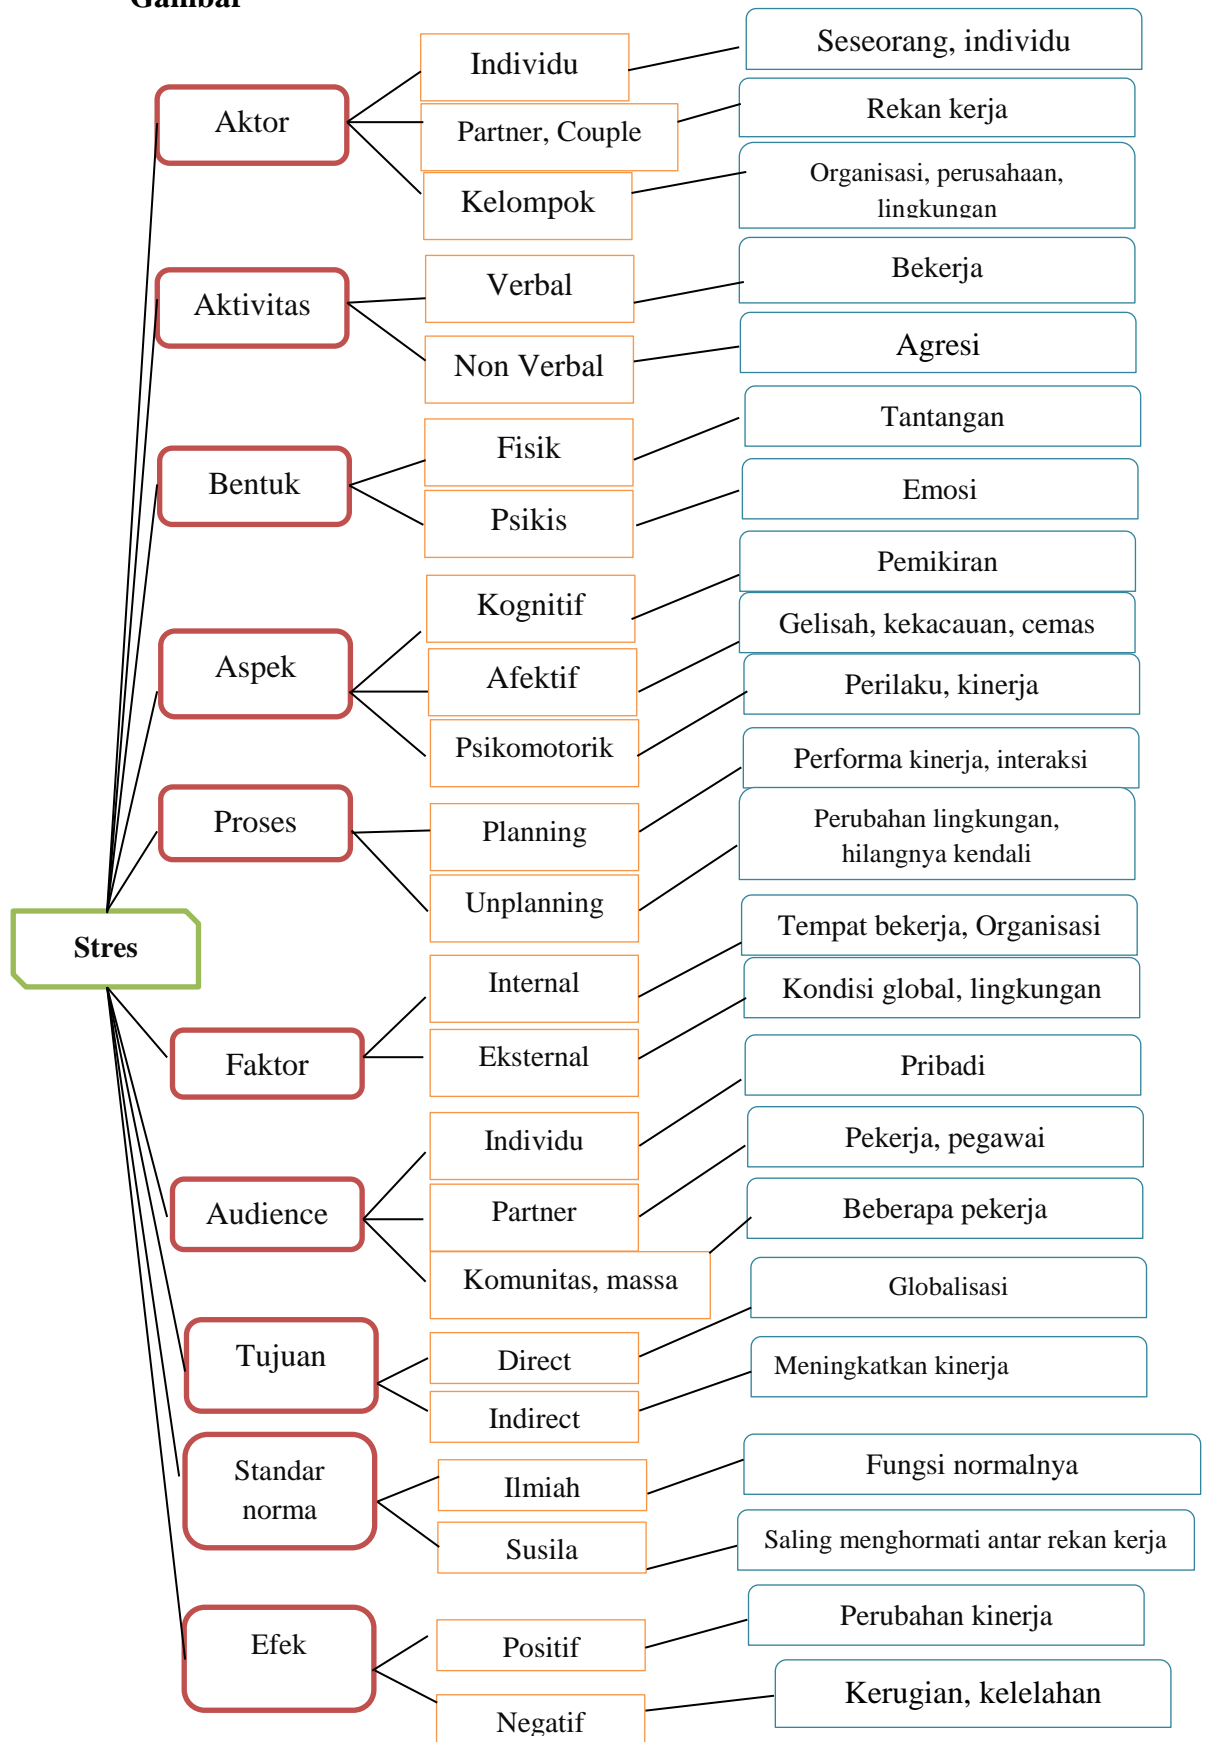 Gambar
Seseorang, individu
Individu
Aktor
Rekan kerja
Partner, Couple
Organisasi, perusahaan,
lingkungan
Kelompok
Bekerja
Verbal
Aktivitas
Agresi
Non Verbal
Tantangan
Fisik
Bentuk
Emosi
Psikis
Pemikiran
Kognitif
Gelisah, kekacauan, cemas
Aspek
Afektif
Perilaku, kinerja
Psikomotorik
Performa kinerja, interaksi
Proses
Planning
Perubahan lingkungan,
hilangnya kendali
Unplanning
Tempat bekerja, Organisasi
Stres
Internal
Kondisi global, lingkungan
Faktor
Eksternal
Pribadi
Individu
Pekerja, pegawai
Audience
Partner
Beberapa pekerja
Komunitas, massa
Globalisasi
Tujuan
Direct
Meningkatkan kinerja
Indirect
Standar
norma
Ilmiah
Fungsi normalnya
Susila
Saling menghormati antar rekan kerja
Efek
Positif
Perubahan kinerja
Negatif
Kerugian, kelelahan